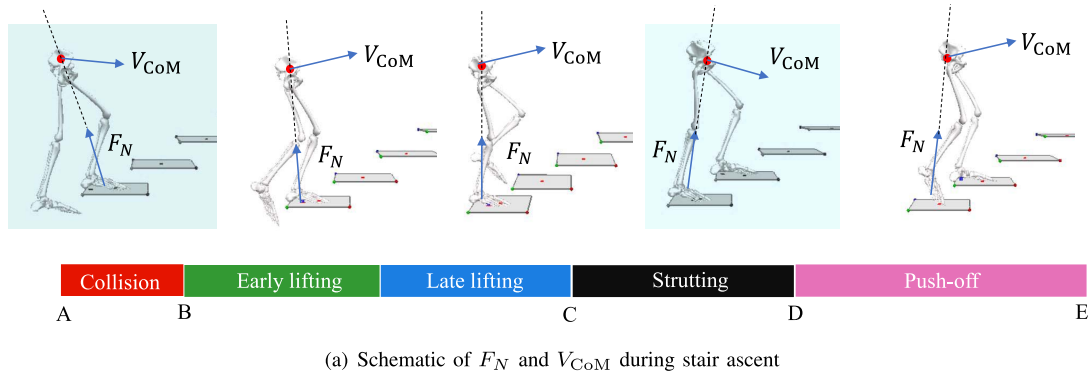 V_CoM
F_N
V_CoM
F_N
V_CoM
F_N
V_CoM
F_N
V_CoM
F_N
Collision Early lifting Late lifting Strutting Push-off
A B C D E
(a) Schematic of F_N and V_CoM during stair ascent